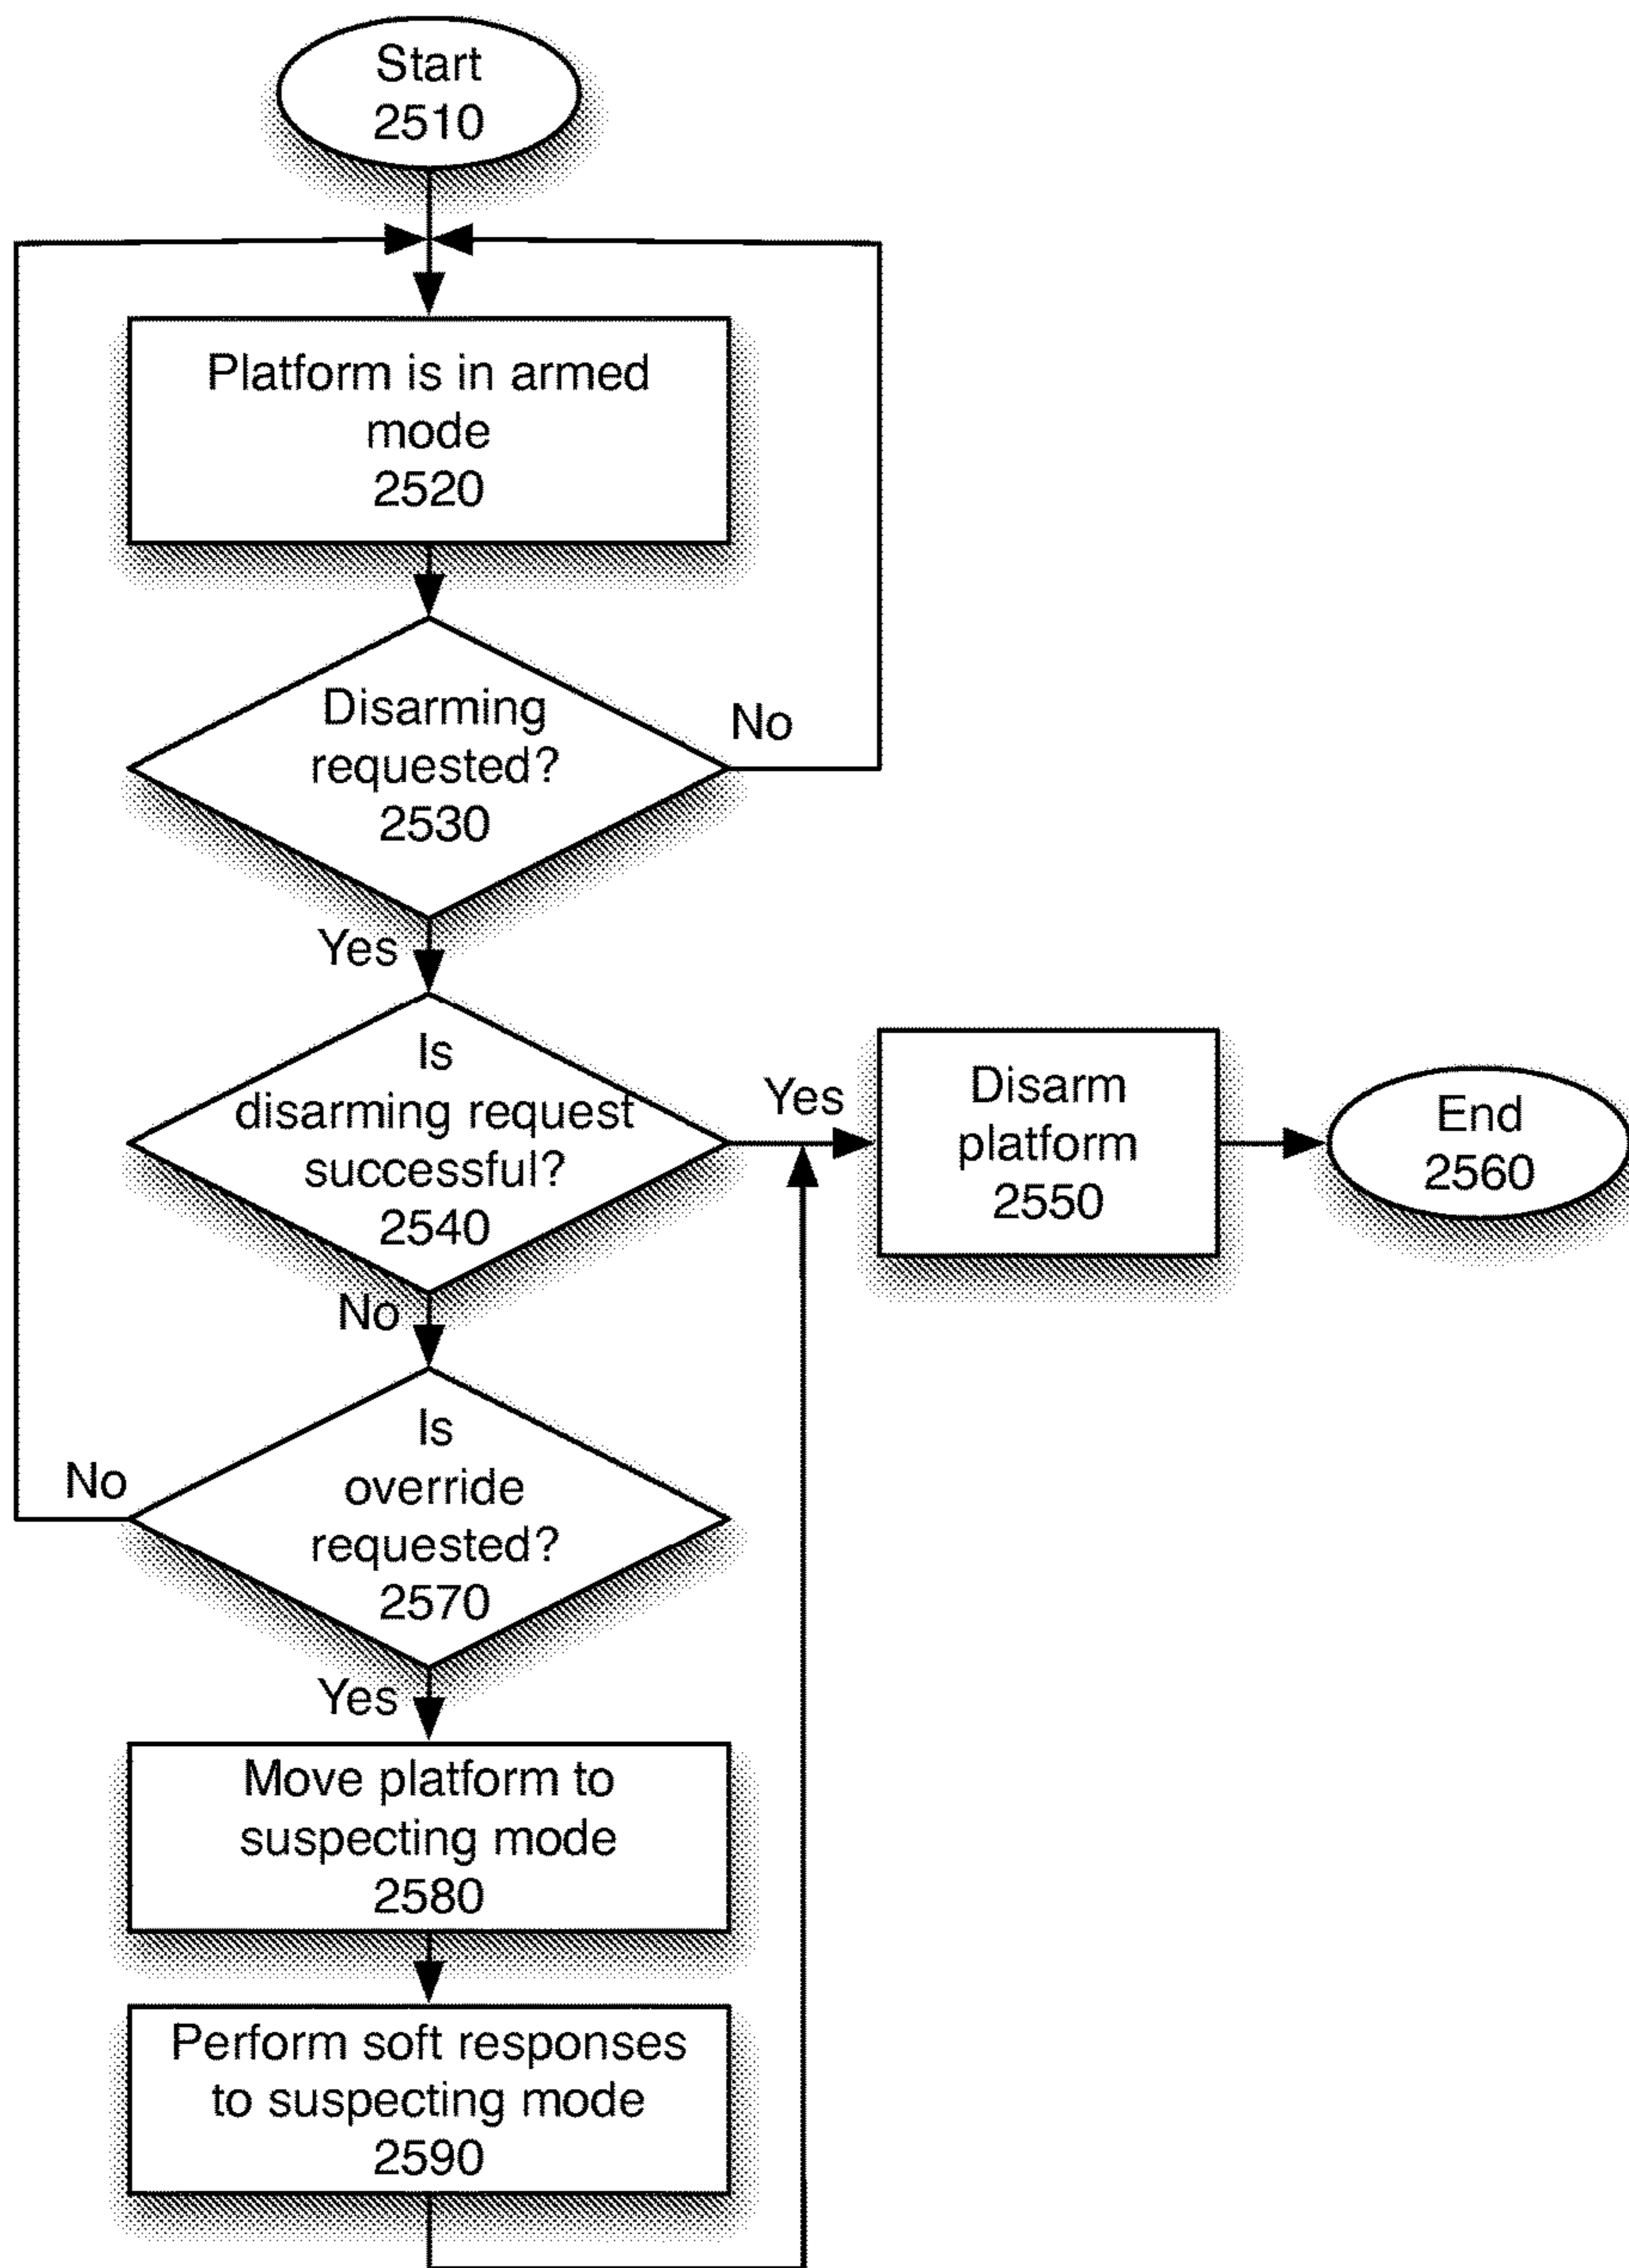 Start
2510
Platform is in armed
mode
2520
Disarming
requested?
2530
No
Yes
Is
disarming request
successful?
2540
Yes
Disarm
platform
2550
End
2560
No
Is
override
requested?
2570
No
Yes
Move platform to
suspecting mode
2580
Perform soft responses
to suspecting mode
2590